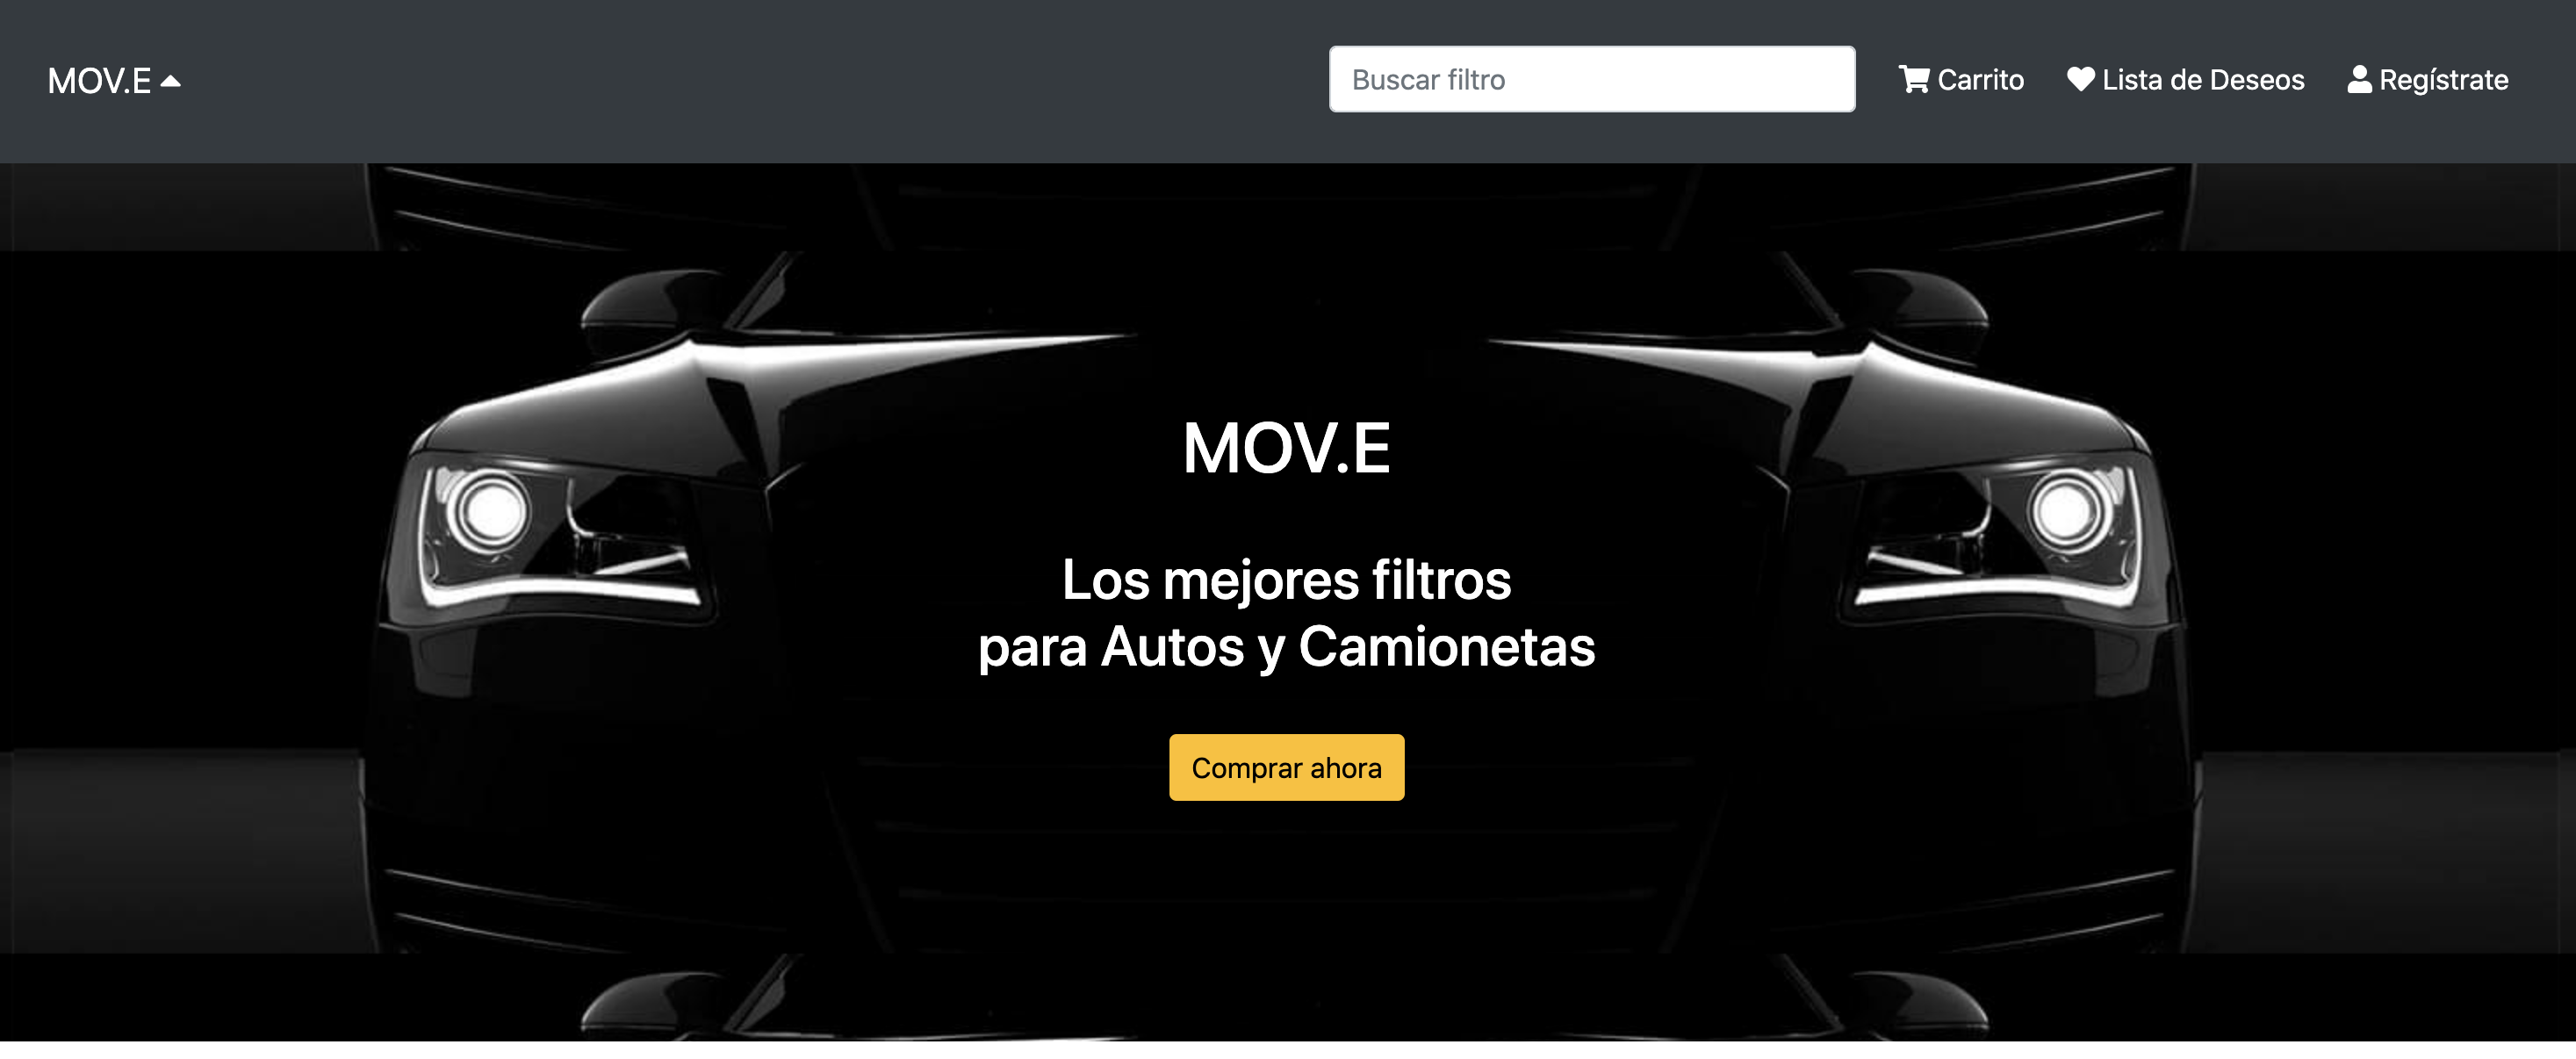 MOV.E
Buscar filtro
Carrito
Lista de Deseos
Regístrate
MOV.E
Los mejores filtros
para Autos y Camionetas
Comprar ahora